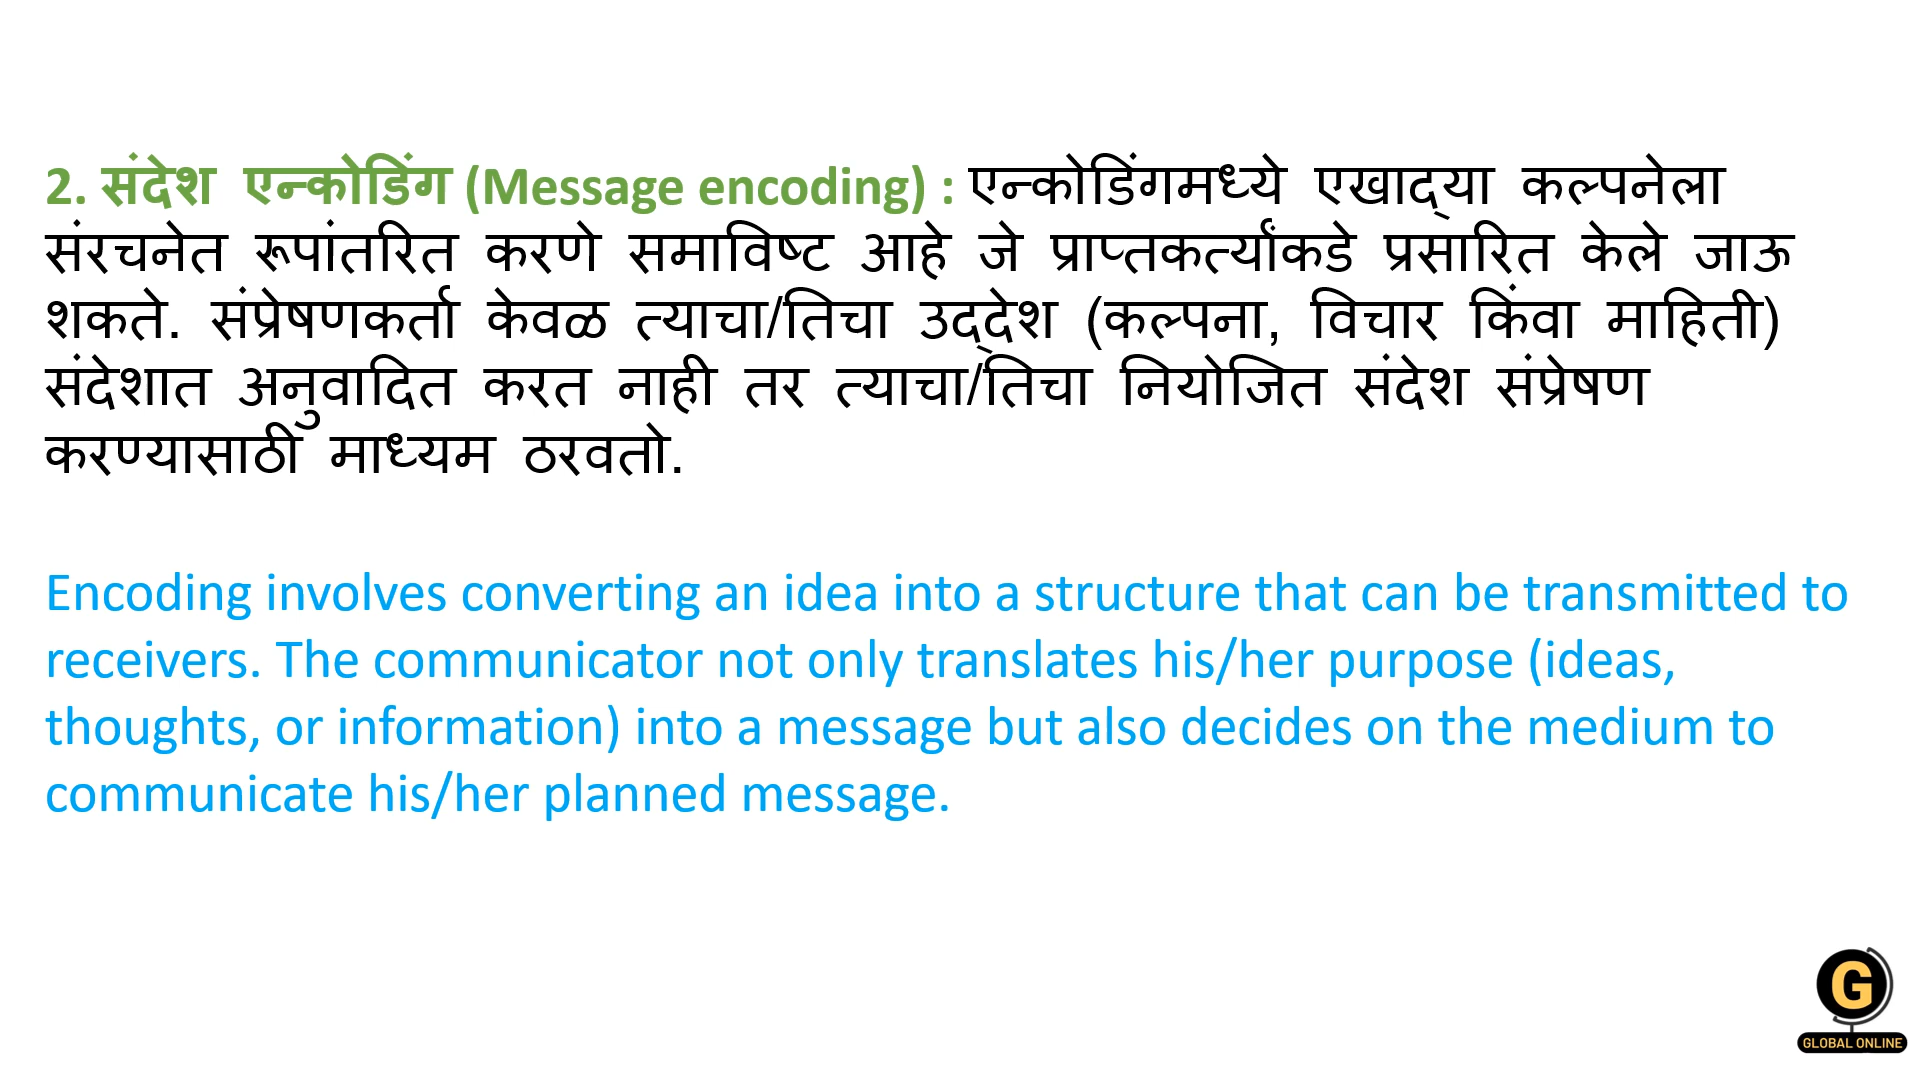 2. संदेश एन्कोडिंग (Message encoding) : एन्कोडिंगमध्ये एखाद्या कल्पनेला
संरचनेत रूपांतरित करणे समाविष्ट आहे जे प्राप्तकर्त्यांकडे प्रसारित केले जाऊ
शकते. संप्रेषणकर्ता केवळ त्याचा/तिचा उद्देश (कल्पना, विचार किंवा माहिती)
संदेशात अनुवादित करत नाही तर त्याचा/तिचा नियोजित संदेश संप्रेषण
करण्यासाठी माध्यम ठरवतो.
Encoding involves converting an idea into a structure that can be transmitted to
receivers. The communicator not only translates his/her purpose (ideas,
thoughts, or information) into a message but also decides on the medium to
communicate his/her planned message.
G
GLOBAL ONLINE